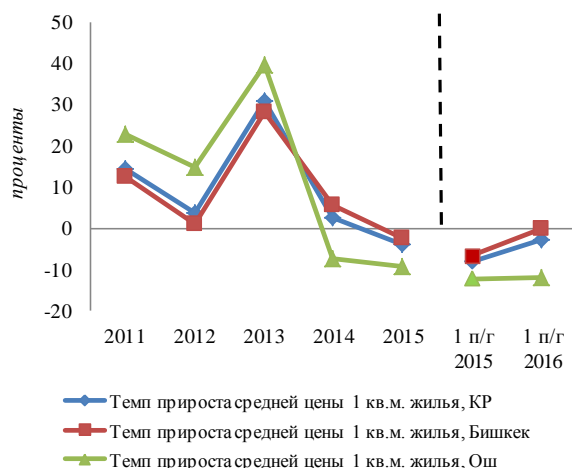 50
40
30
20
10
0
-10
-20
проценты
2011 2012 2013 2014 2015 1 п/г 1 п/г
2015 2016
Темп прироста средней цены 1 кв.м. жилья, КР
Темп прироста средней цены 1 кв.м. жилья, Бишкек
Темп прироста средней цены 1 кв.м. жилья, Ош